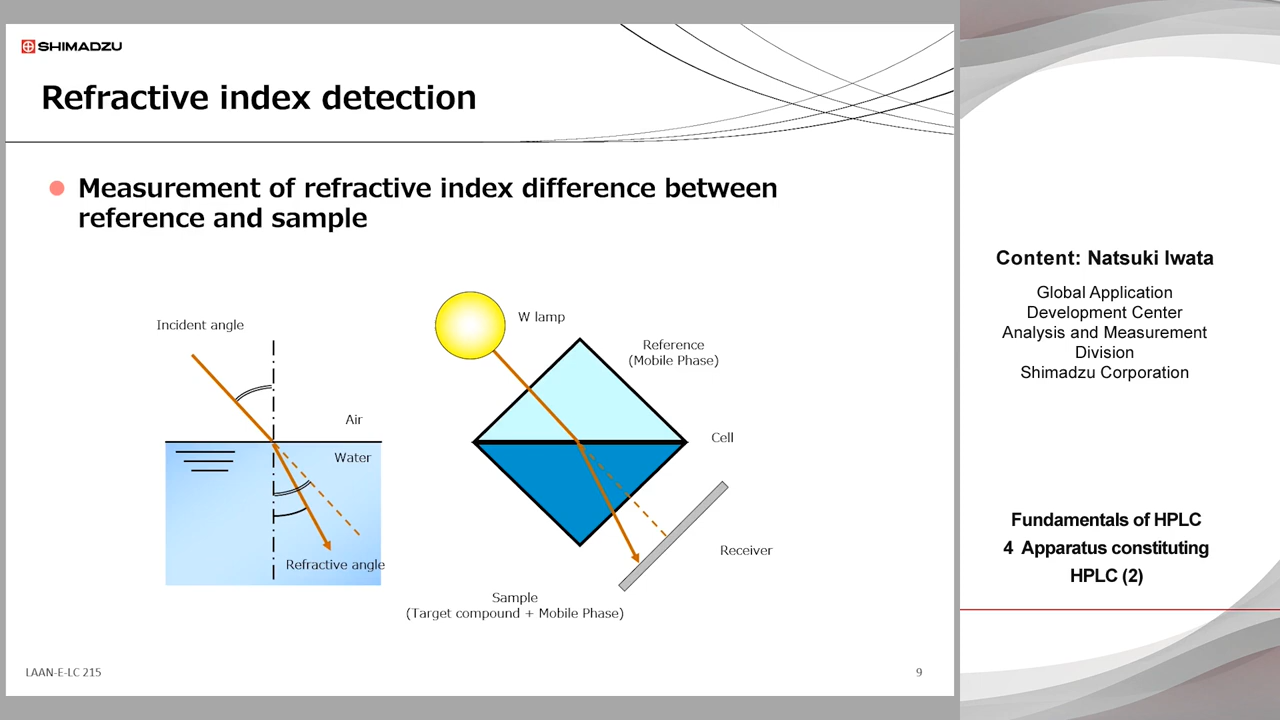 SHIMADZU
Refractive index detection
Measurement of refractive index difference between
reference and sample
Incident angle
Air
Water
Refractive angle
W lamp
Reference
(Mobile Phase)
Cell
Receiver
Sample
(Target compound + Mobile Phase)
LAAN-E-LC 215
9
Content: Natsuki Iwata
Global Application
Development Center
Analysis and Measurement
Division
Shimadzu Corporation
Fundamentals of HPLC
4 Apparatus constituting
HPLC (2)